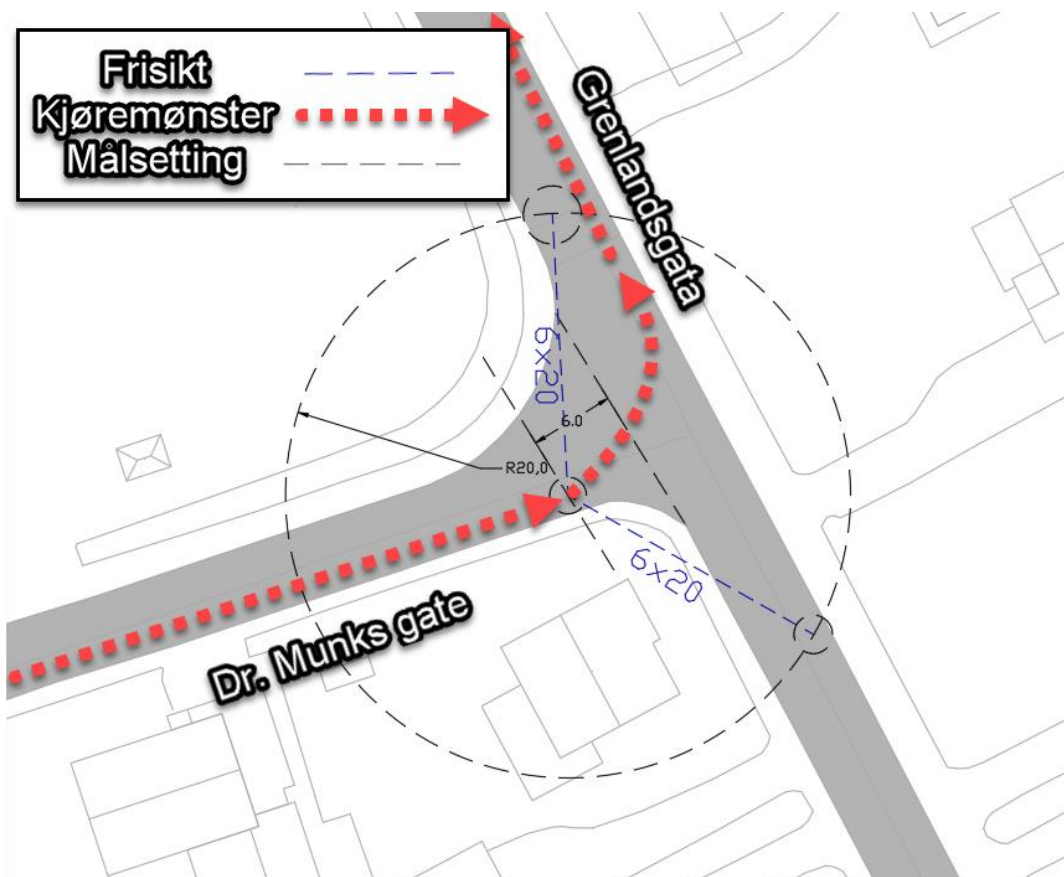 Frisikt
Kjøremønster
Målsetting
Grenlandsgata
6x20
6.0
R20,0
6x20
Dr. Munks gate